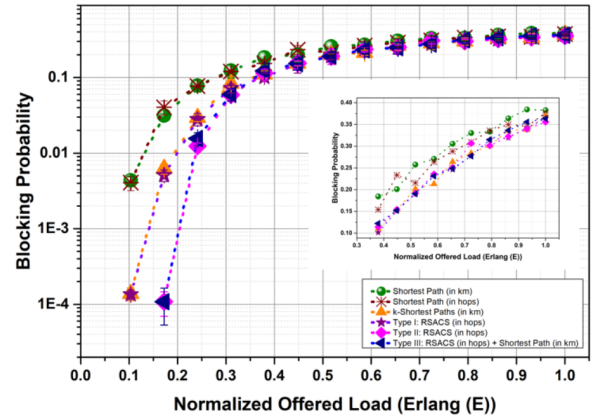 Blocking Probability
0.1
0.01
1E-3
1E-4
0.0 0.1 0.2 0.3 0.4 0.5 0.6 0.7 0.8 0.9 1.0
Normalized Offered Load (Erlang (E))
Blocking Probability
0.40
0.35
0.30
0.25
0.20
0.15
0.10
0.3 0.4 0.5 0.6 0.7 0.8 0.9 1.0
Normalized Offered Load (Erlang (E))
Shortest Path (in km)
Shortest Path (in hops)
k-Shortest Paths (in km)
Type I: RSACS (in hops)
Type II: RSACS (in hops)
Type III: RSACS (in hops) + Shortest Path (in km)